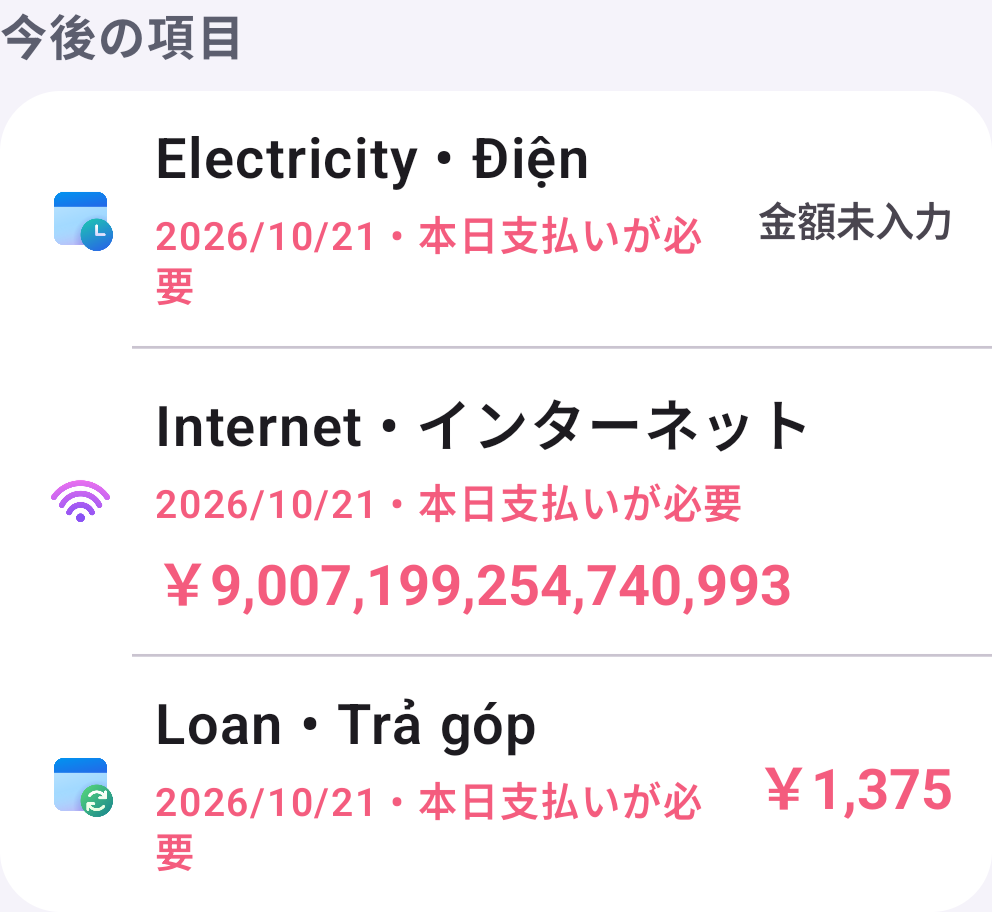 今後の項目
Electricity・Điện
2026/10/21・本日支払いが必
要
金額未入力
Internet・インターネット
2026/10/21・本日支払いが必要
￥9,007,199,254,740,993
Loan・Trả góp
2026/10/21・本日支払いが必
要
￥1,375